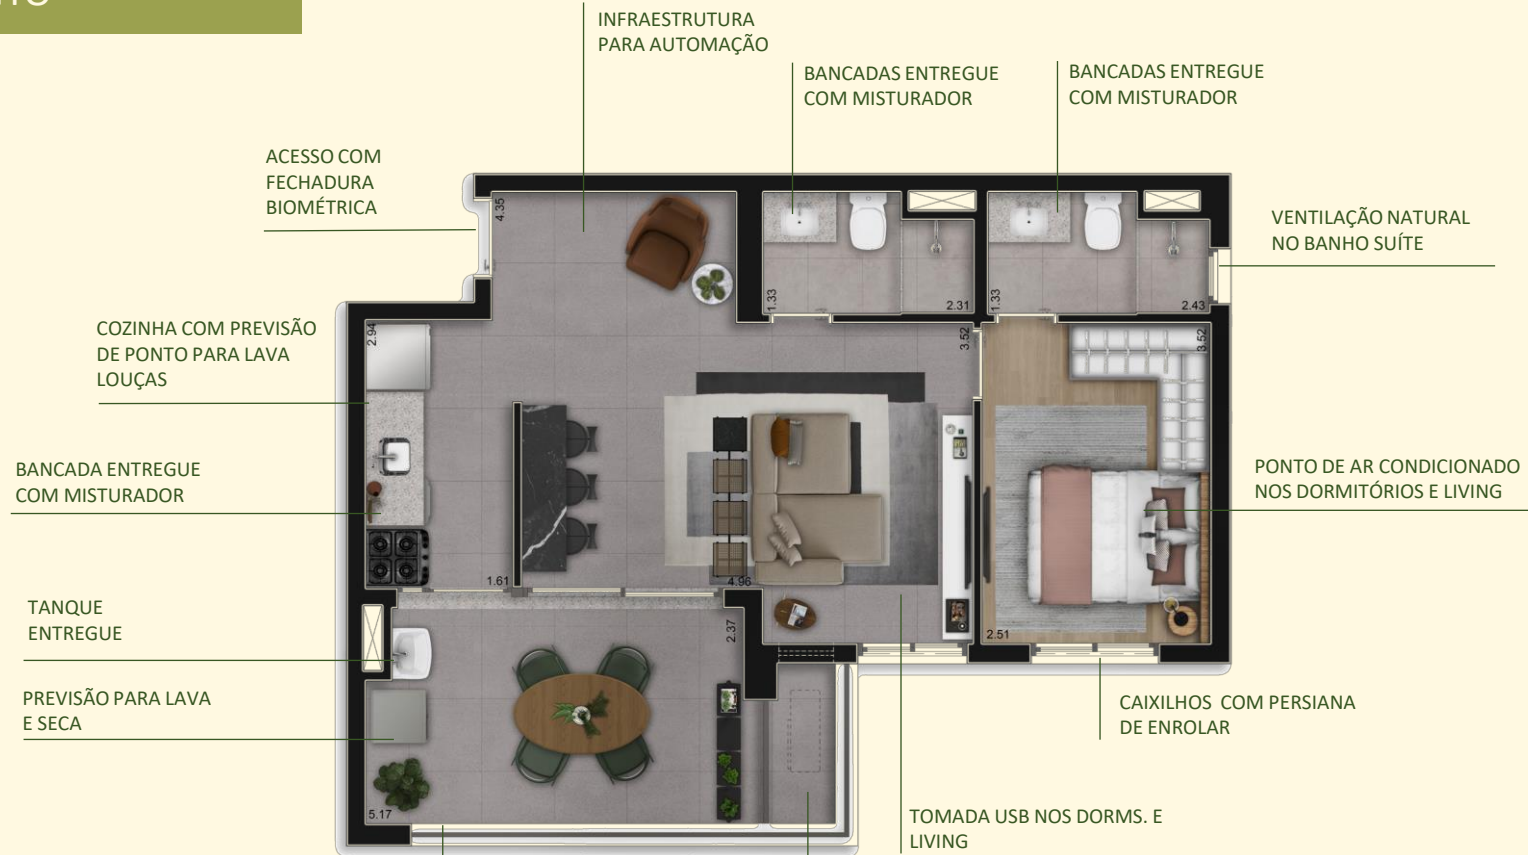 INFRAESTRUTURA
PARA AUTOMAÇÃO
BANCADAS ENTREGUE
COM MISTURADOR
BANCADAS ENTREGUE
COM MISTURADOR
ACESSO COM
FECHADURA
BIOMÉTRICA
VENTILAÇÃO NATURAL
NO BANHO SUÍTE
COZINHA COM PREVISÃO
DE PONTO PARA LAVA
LOUÇAS
BANCADA ENTREGUE
COM MISTURADOR
PONTO DE AR CONDICIONADO
NOS DORMITÓRIOS E LIVING
TANQUE
ENTREGUE
PREVISÃO PARA LAVA
E SECA
CAIXILHOS COM PERSIANA
DE ENROLAR
TOMADA USB NOS DORMS. E
LIVING
4.35
1.33
2.31
1.33
2.43
2.94
3.52
3.52
1.61
4.96
2.37
2.51
5.17